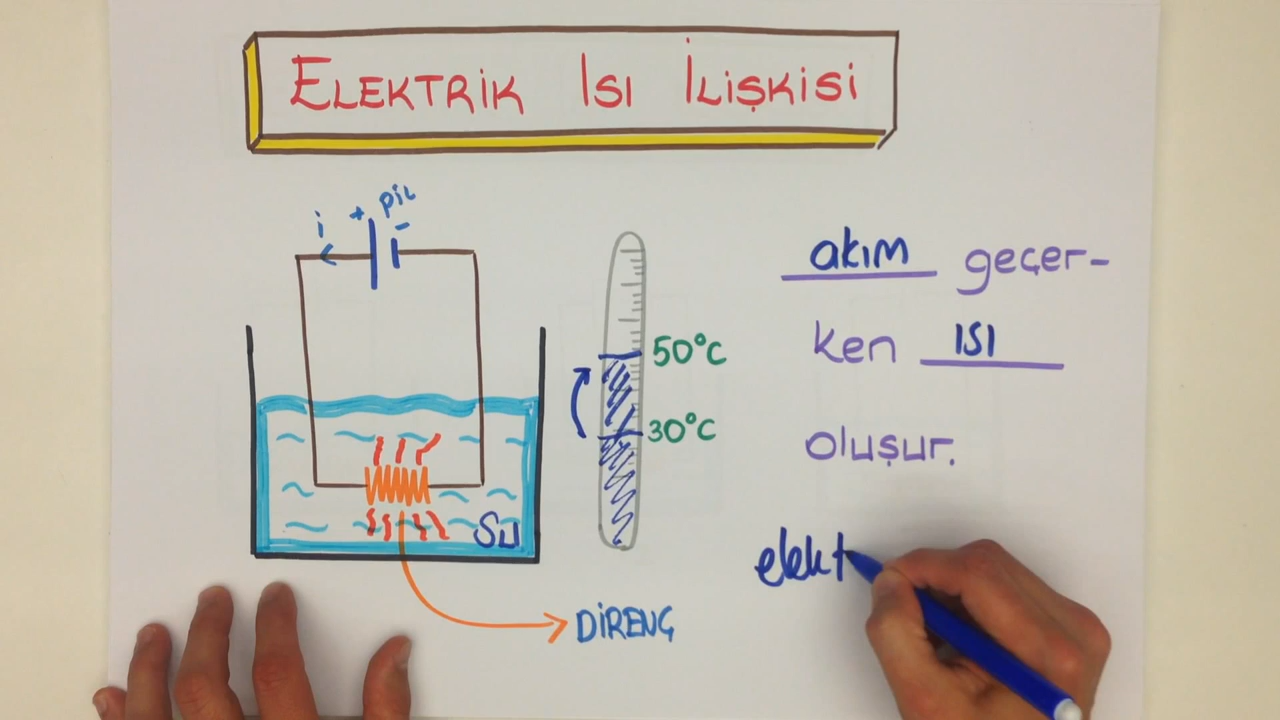 ELEKTRİK ISI İLİŞKİSİ
i + pil -
akım geçer-
ken ısı
oluşur.
50°C
30°C
Su
DİRENÇ
elekt